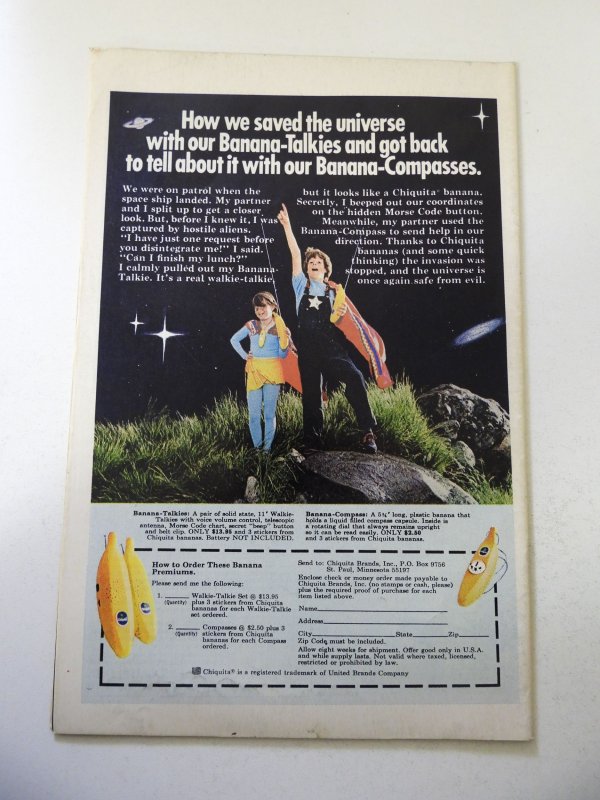 How we saved the universe
with our Banana-Talkies and got back
to tell about it with our Banana-Compasses.
We were on patrol when the
space ship landed. My partner
and I split up to get a closer
look. But, before I knew it, I was
captured by hostile aliens.
"I have just one request before
you disintegrate me!" I said.
"Can I finish my lunch?"
I calmly pulled out my Banana-
Talkie. It's a real walkie-talkie,
but it looks like a Chiquita® banana.
Secretly, I beeped out our coordinates
on the hidden Morse Code button.
Meanwhile, my partner used the
Banana-Compass to send help in our
direction. Thanks to Chiquita
bananas (and some quick
thinking) the invasion was
stopped, and the universe is
once again safe from evil.
Banana-Talkies: A pair of solid state, 11" Walkie-
Talkies with voice volume control, telescopic
antenna, Morse Code chart, secret "beep" button
and belt clip. ONLY $13.95 and 3 stickers from
Chiquita bananas. Battery NOT INCLUDED.
Banana-Compass: A 5¾" long, plastic banana that
holds a liquid filled compass capsule. Inside is
a rotating dial that always remains upright
so it can be read easily. ONLY $2.50
and 3 stickers from Chiquita bananas.
How to Order These Banana
Premiums.
Please send me the following:
1. ____ Walkie-Talkie Set @ $13.95
(Quantity) plus 3 stickers from Chiquita
bananas for each Walkie-Talkie
set ordered.
2. ____ Compasses @ $2.50 plus 3
(Quantity) stickers from Chiquita
bananas for each Compass
ordered.
Send to: Chiquita Brands, Inc., P.O. Box 9756
St. Paul, Minnesota 55197
Enclose check or money order made payable to
Chiquita Brands, Inc. (no stamps or cash, please)
plus the required proof of purchase for each
item listed above.
Name
Address
City State Zip
Zip Code must be included.
Allow eight weeks for shipment. Offer good only in U.S.A.
and while supply lasts. Not valid where taxed, licensed,
restricted or prohibited by law.
Chiquita® is a registered trademark of United Brands Company